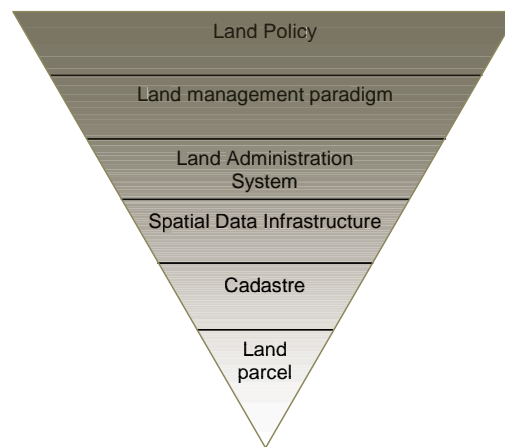 Land Policy
Land management paradigm
Land Administration
System
Spatial Data Infrastructure
Cadastre
Land
parcel